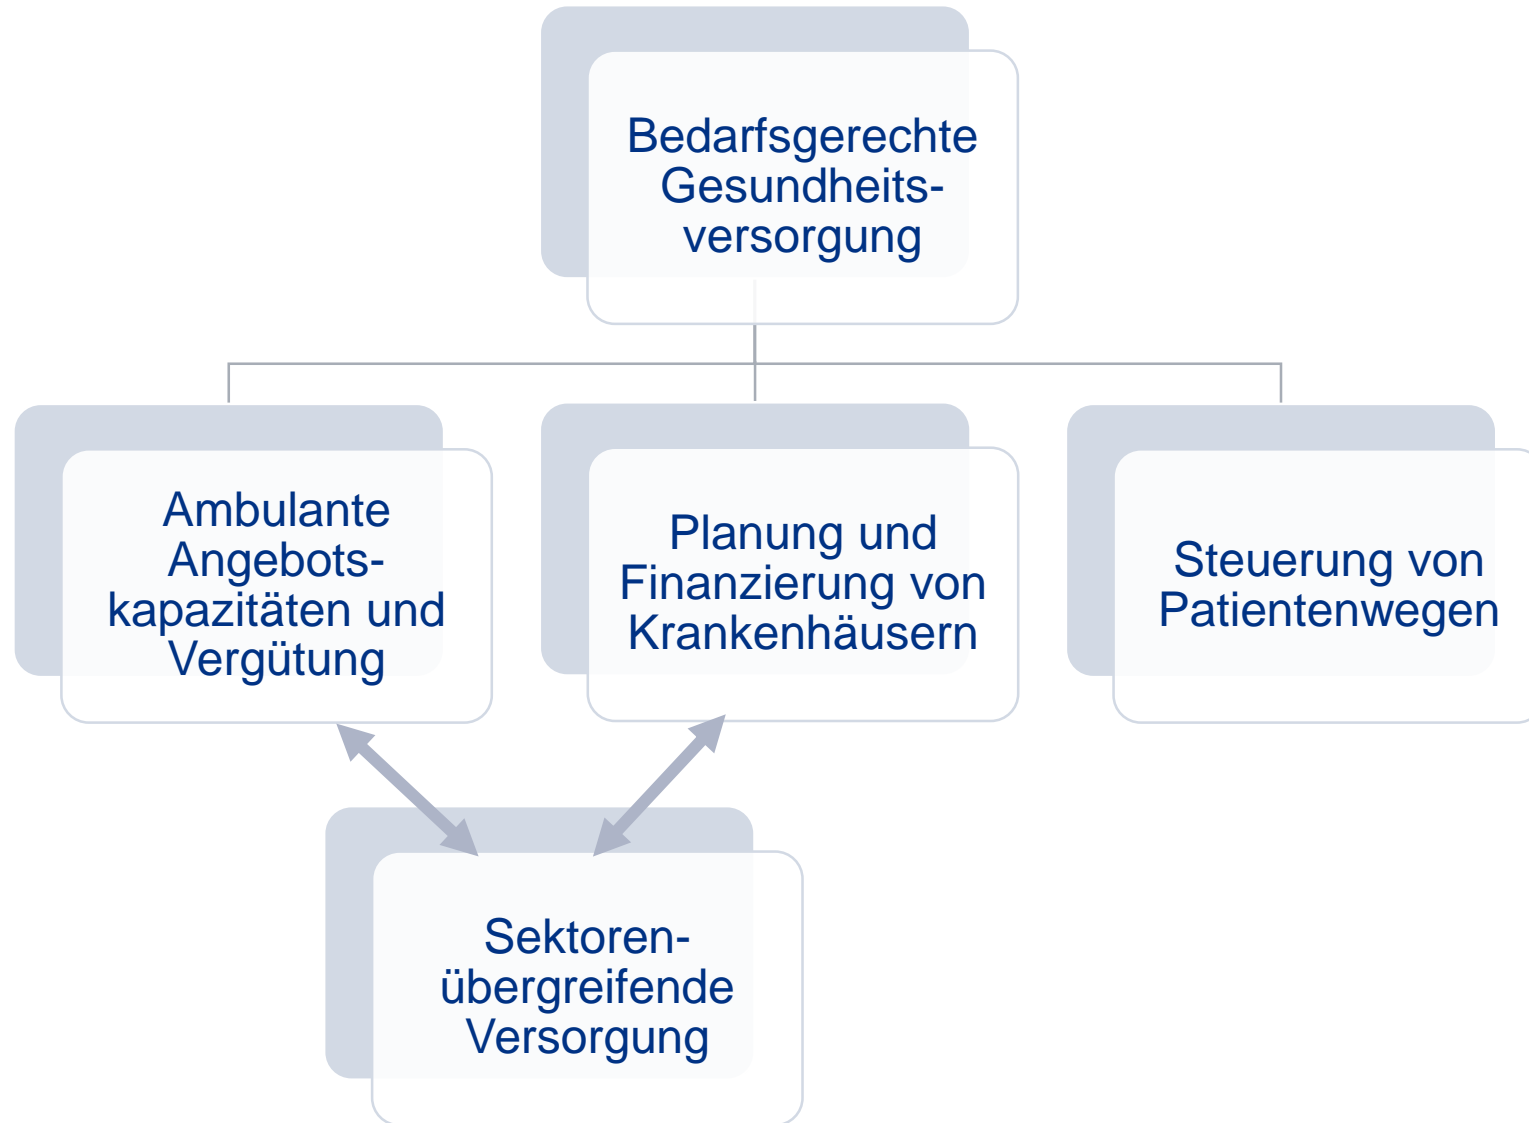 Bedarfsgerechte
Gesundheits-
versorgung
Ambulante
Angebots-
kapazitäten und
Vergütung
Planung und
Finanzierung von
Krankenhäusern
Steuerung von
Patientenwegen
Sektoren-
übergreifende
Versorgung